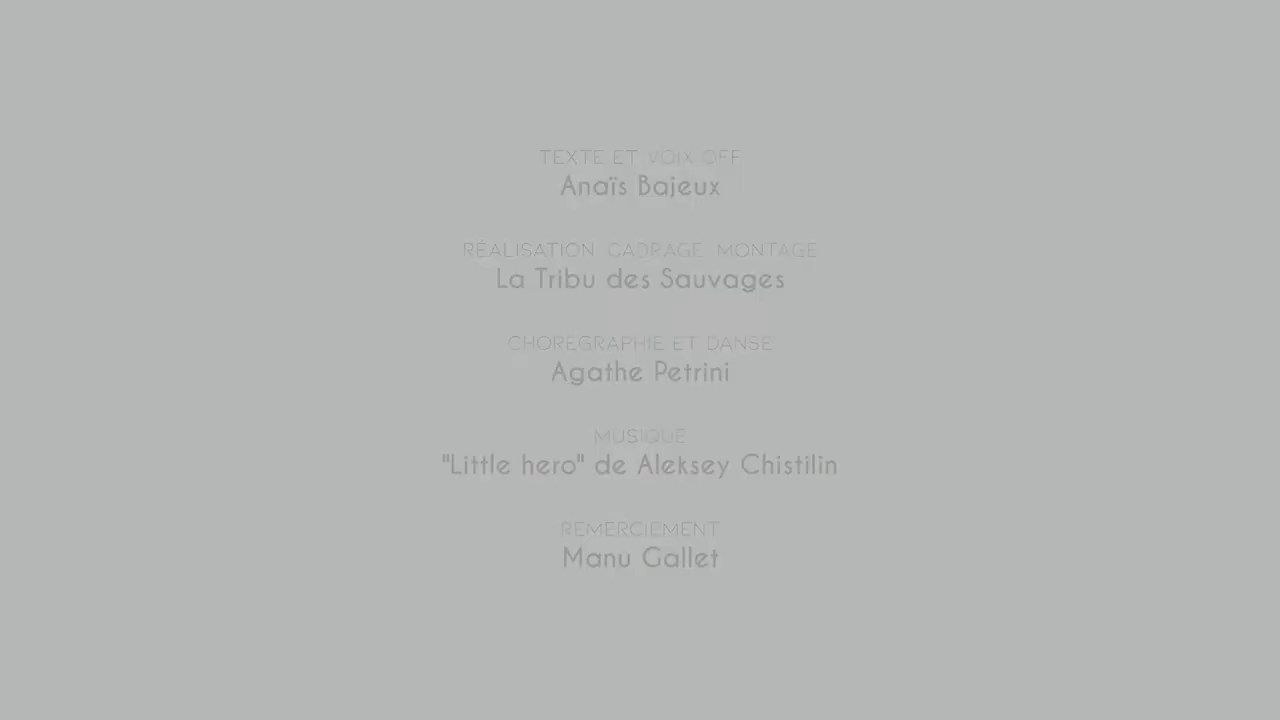 TEXTE ET VOIX OFF
Anaïs Bajeux
RÉALISATION CADRAGE MONTAGE
La Tribu des Sauvages
CHORÉGRAPHIE ET DANSE
Agathe Petrini
MUSIQUE
"Little hero" de Aleksey Chistilin
REMERCIEMENT
Manu Gallet